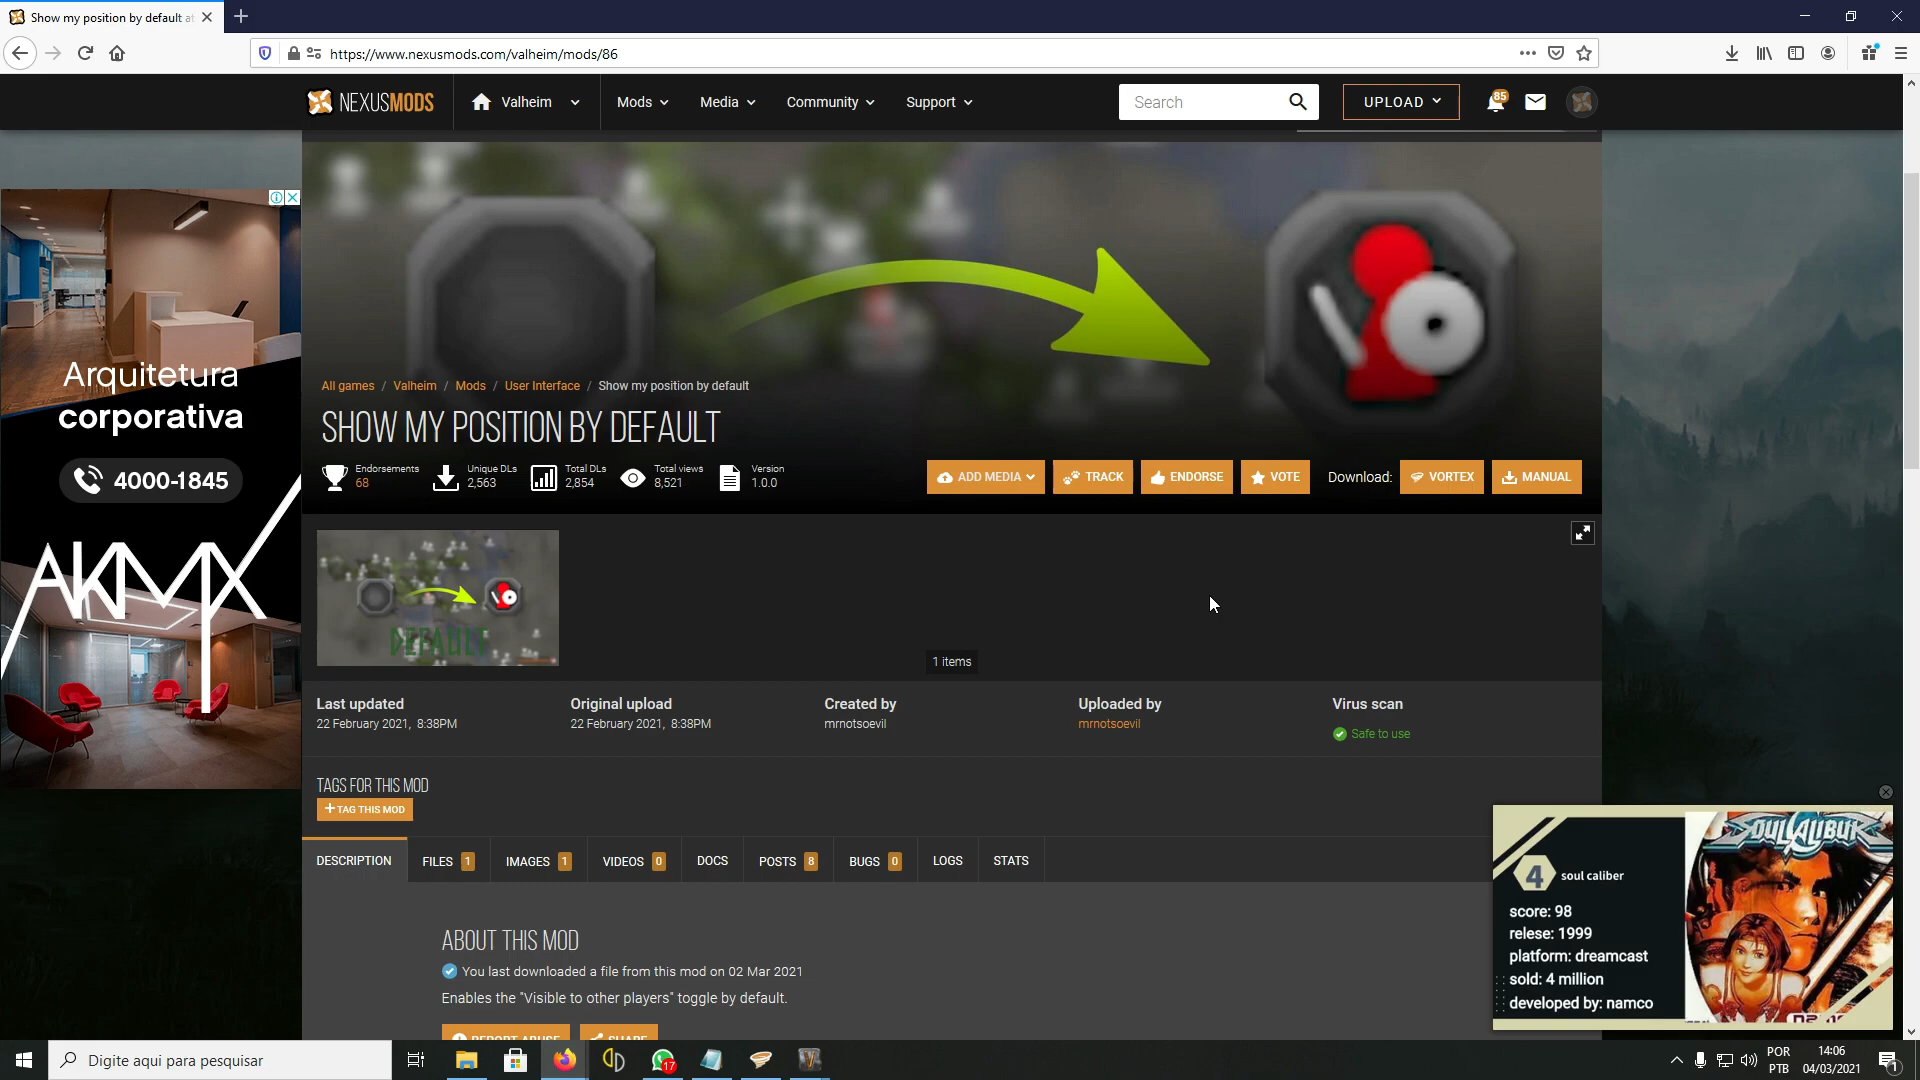 Show my position by default at
https://www.nexusmods.com/valheim/mods/86
NEXUSMODS
Valheim
Mods
Media
Community
Support
Search
UPLOAD
85
Arquitetura
corporativa
4000-1845
AKMX
All games / Valheim / Mods / User Interface / Show my position by default
SHOW MY POSITION BY DEFAULT
Endorsements
68
Unique DLs
2,563
Total DLs
2,854
Total views
8,521
Version
1.0.0
ADD MEDIA
TRACK
ENDORSE
VOTE
Download:
VORTEX
MANUAL
DEFAULT
1 items
Last updated
22 February 2021, 8:38PM
Original upload
22 February 2021, 8:38PM
Created by
mrnotsoevil
Uploaded by
mrnotsoevil
Virus scan
Safe to use
TAGS FOR THIS MOD
+ TAG THIS MOD
DESCRIPTION
FILES 1
IMAGES 1
VIDEOS 0
DOCS
POSTS 8
BUGS 0
LOGS
STATS
ABOUT THIS MOD
You last downloaded a file from this mod on 02 Mar 2021
Enables the "Visible to other players" toggle by default.
REPORT ABUSE
SHARE
SOULCALIBUR
4 soul caliber
score: 98
relese: 1999
platform: dreamcast
sold: 4 million
developed by: namco
Digite aqui para pesquisar
17
POR
PTB
14:06
04/03/2021
1